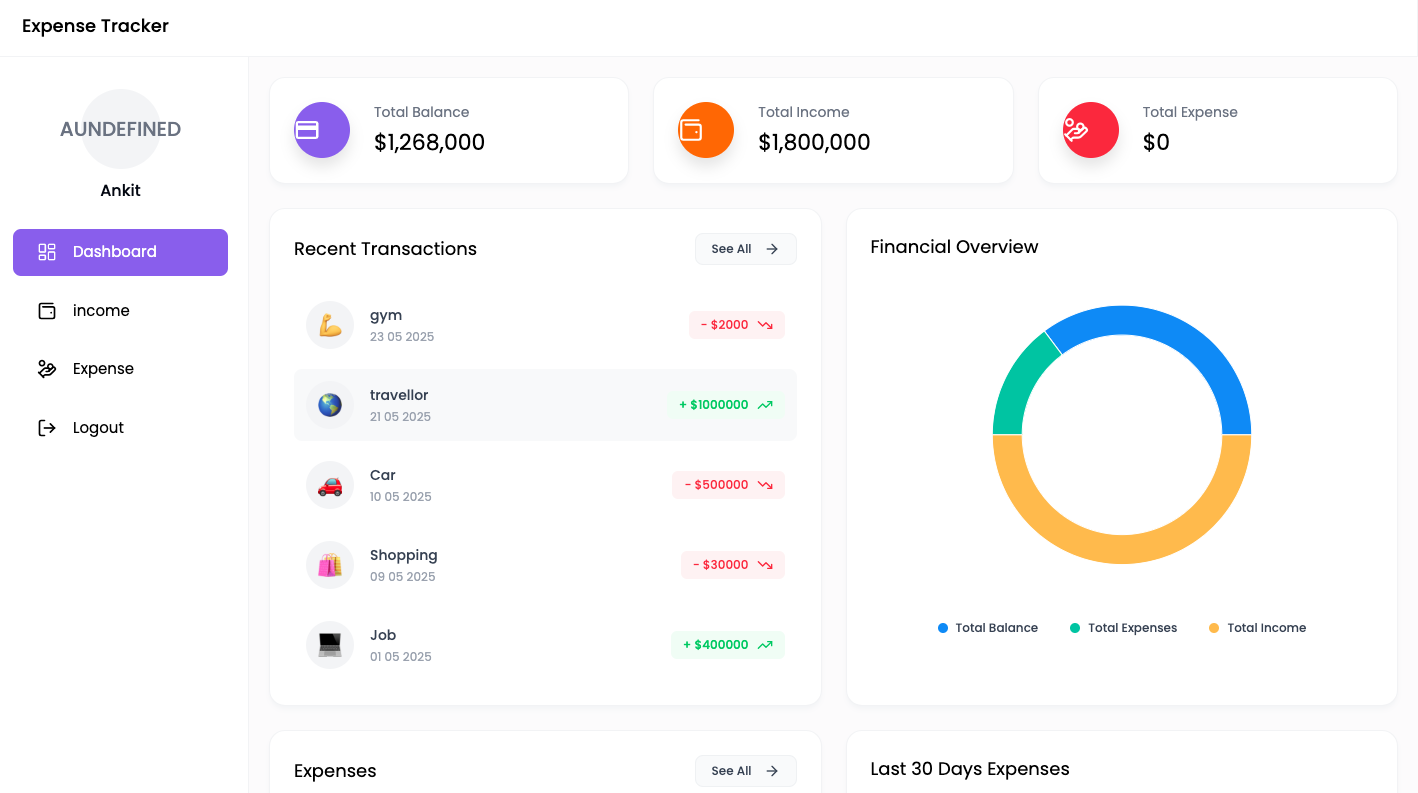 Expense Tracker
AUNDEFINED
Ankit
Dashboard
income
Expense
Logout
Total Balance
$1,268,000
Total Income
$1,800,000
Total Expense
$0
Recent Transactions
See All
gym
23 05 2025
- $2000
travellor
21 05 2025
+ $1000000
Car
10 05 2025
- $500000
Shopping
09 05 2025
- $30000
Job
01 05 2025
+ $400000
Financial Overview
Total Balance
Total Expenses
Total Income
Expenses
See All
Last 30 Days Expenses